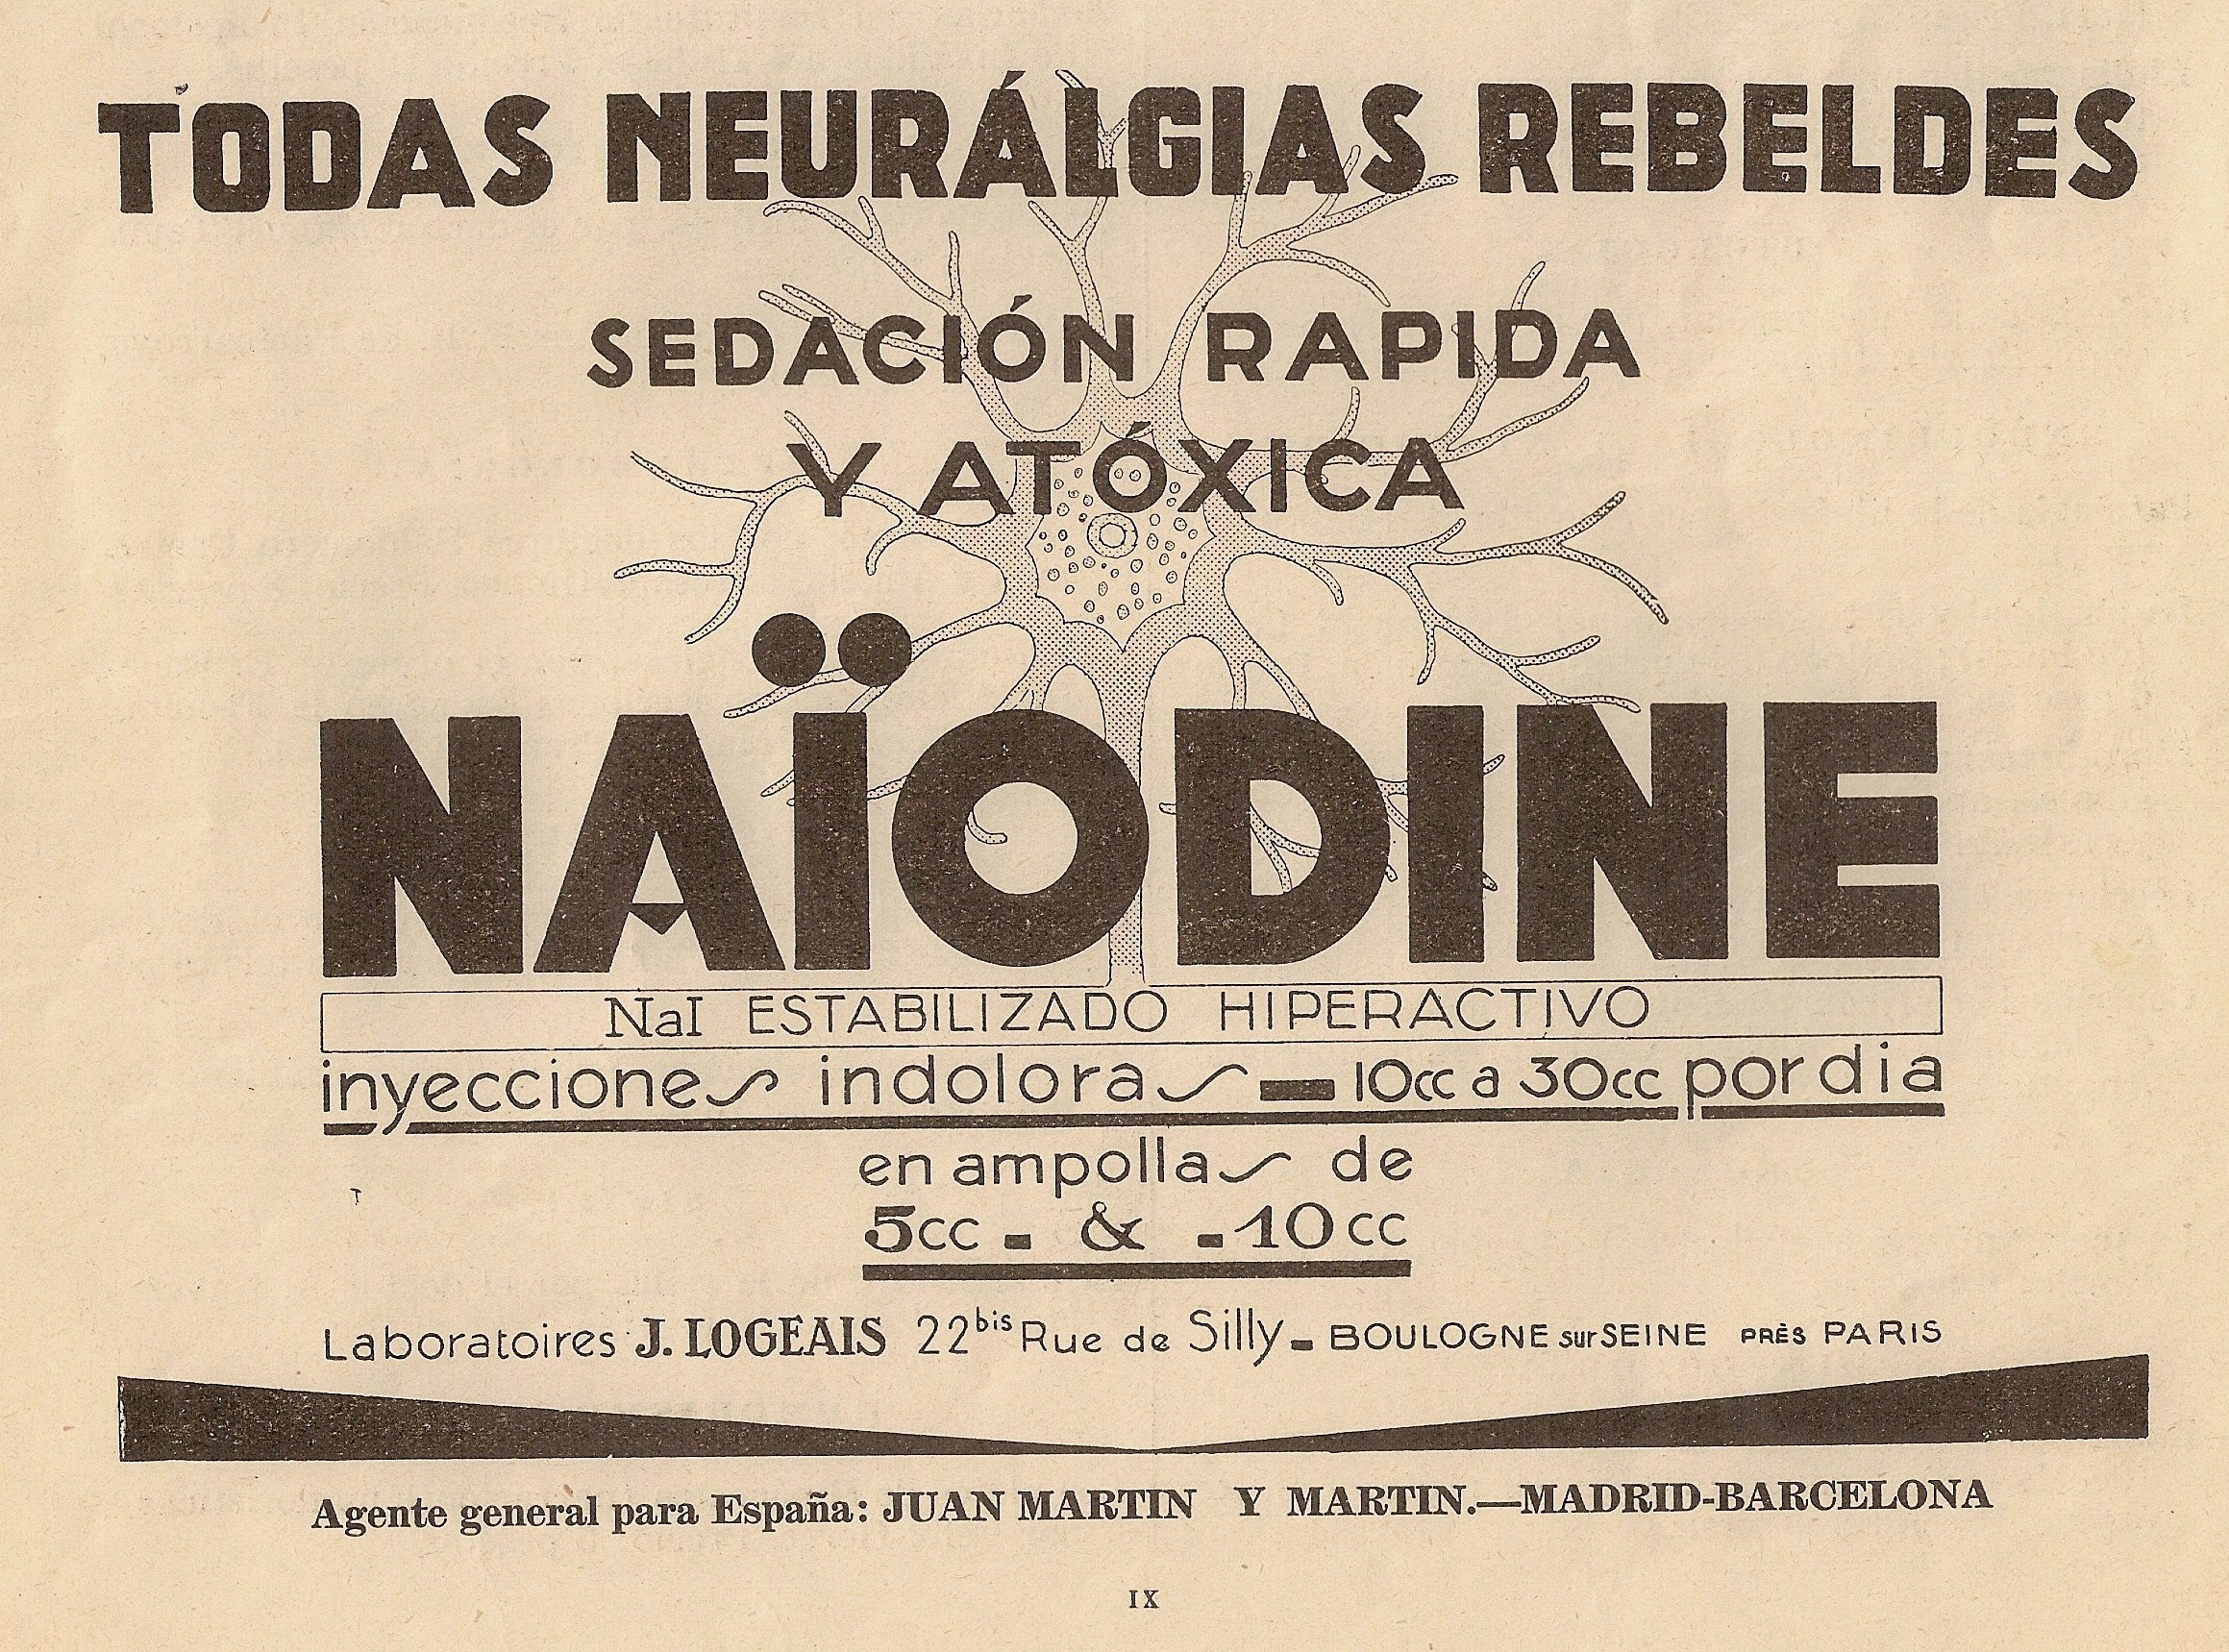 TODAS NEURÁLGIAS REBELDES
SEDACIÓN RAPIDA
Y ATÓXICA
NAÏODINE
NaI ESTABILIZADO HIPERACTIVO
inyecciones indoloras - 10cc a 30cc por dia
en ampollas de
5cc - & - 10cc
Laboratoires J. LOGEAIS 22bis Rue de Silly - BOULOGNE sur SEINE PRÈS PARIS
Agente general para España: JUAN MARTIN Y MARTIN.—MADRID-BARCELONA
IX